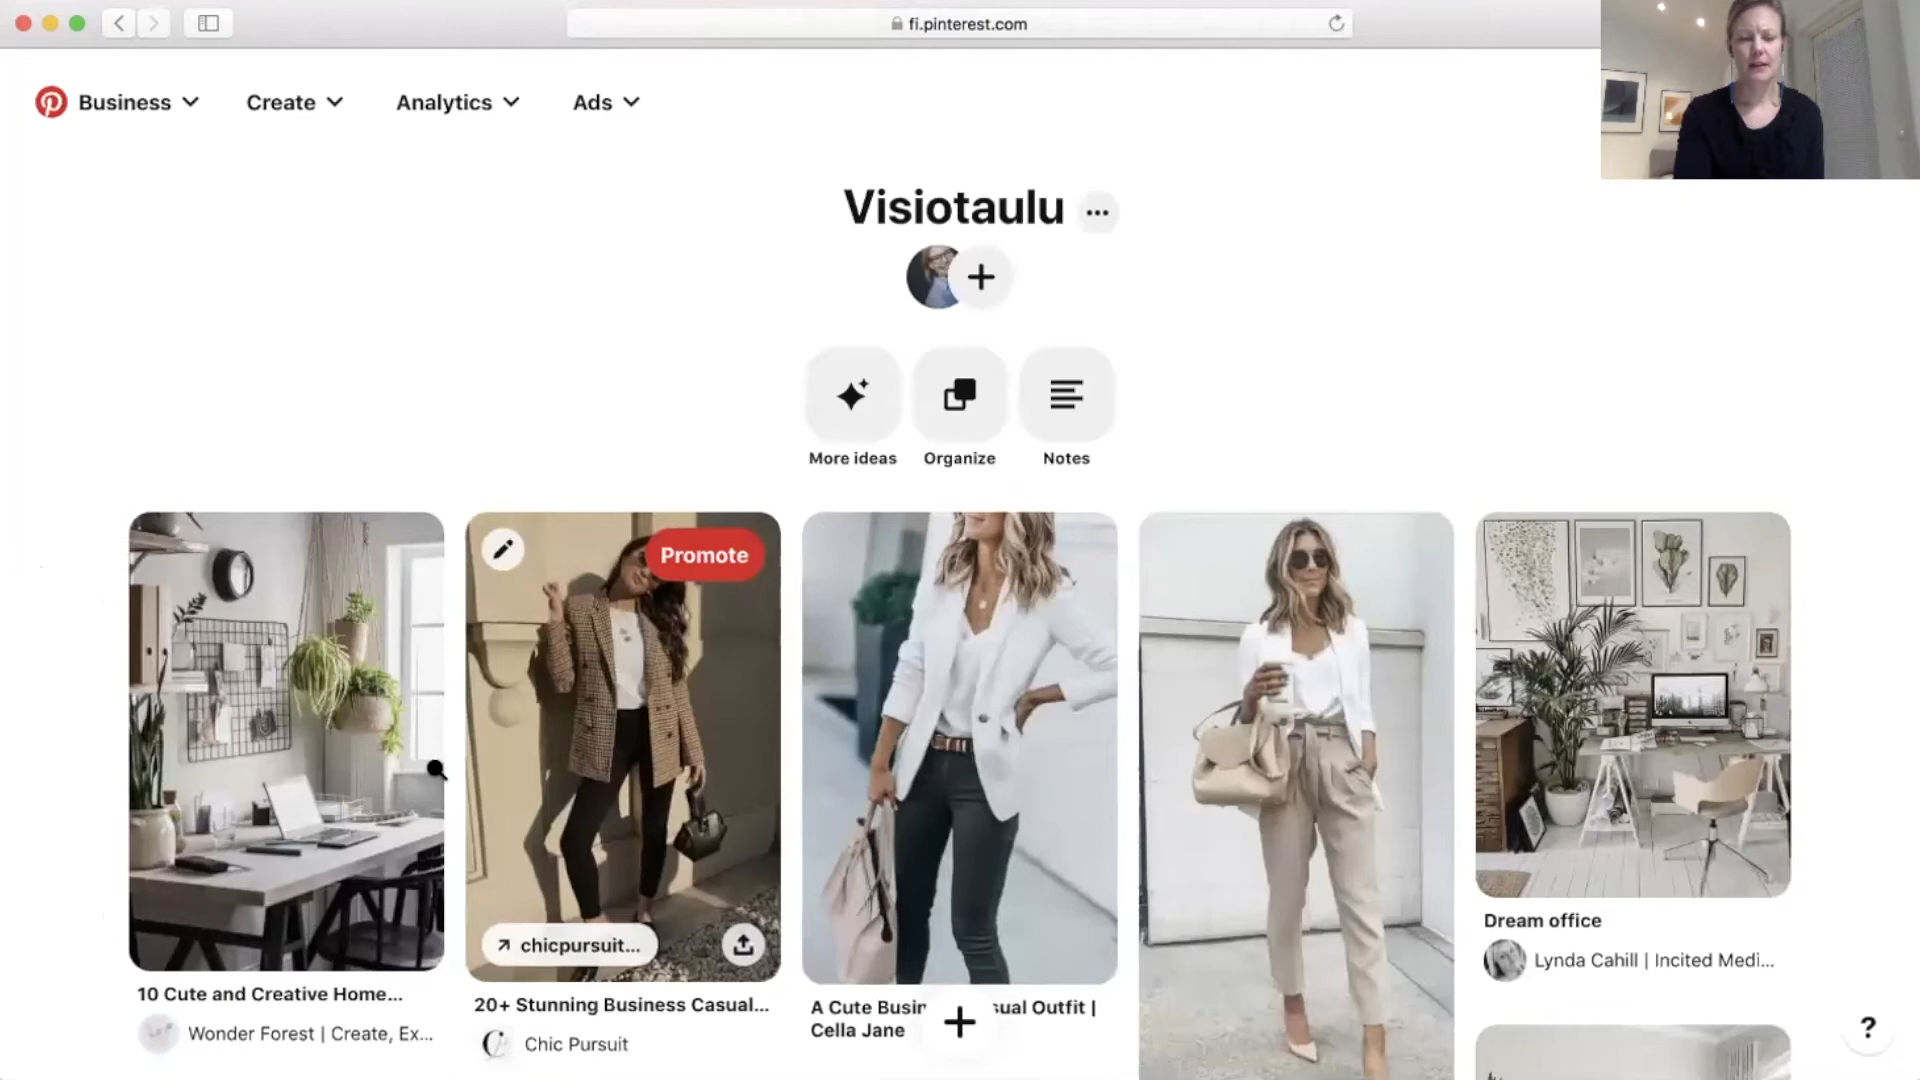 fi.pinterest.com
Business
Create
Analytics
Ads
Visiotaulu
More ideas
Organize
Notes
Promote
chicpursuit...
10 Cute and Creative Home...
Wonder Forest | Create, Ex...
20+ Stunning Business Casual...
Chic Pursuit
A Cute Busin sual Outfit |
Cella Jane
Dream office
Lynda Cahill | Incited Medi...
?